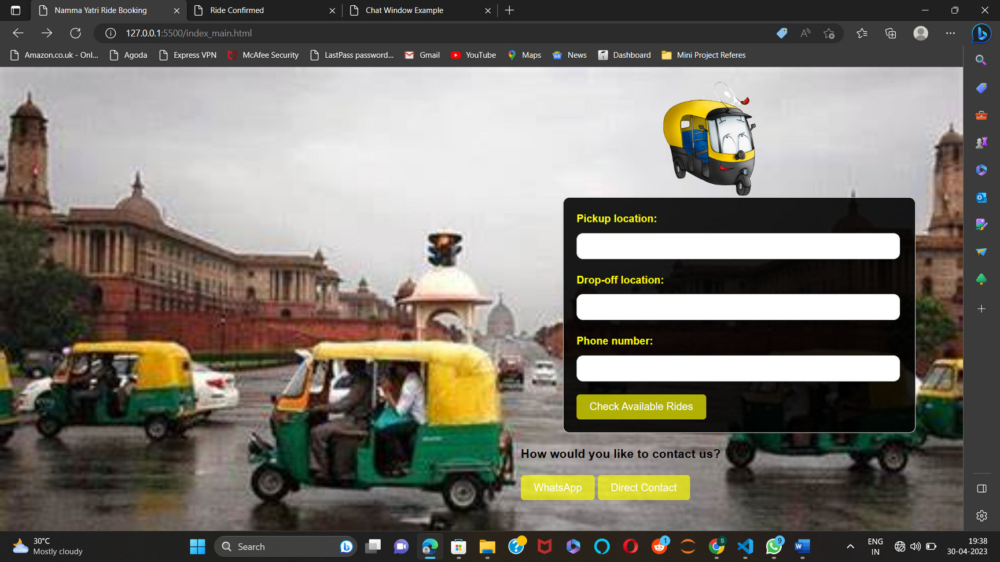 Namma Yatri Ride Booking
Ride Confirmed
Chat Window Example
127.0.0.1:5500/index_main.html
Amazon.co.uk - Onl...
Agoda
Express VPN
McAfee Security
LastPass password...
Gmail
YouTube
Maps
News
Dashboard
Mini Project Referes
Pickup location:
Drop-off location:
Phone number:
Check Available Rides
How would you like to contact us?
WhatsApp
Direct Contact
30°C
Mostly cloudy
Search
1
S
9
ENG
IN
19:38
30-04-2023